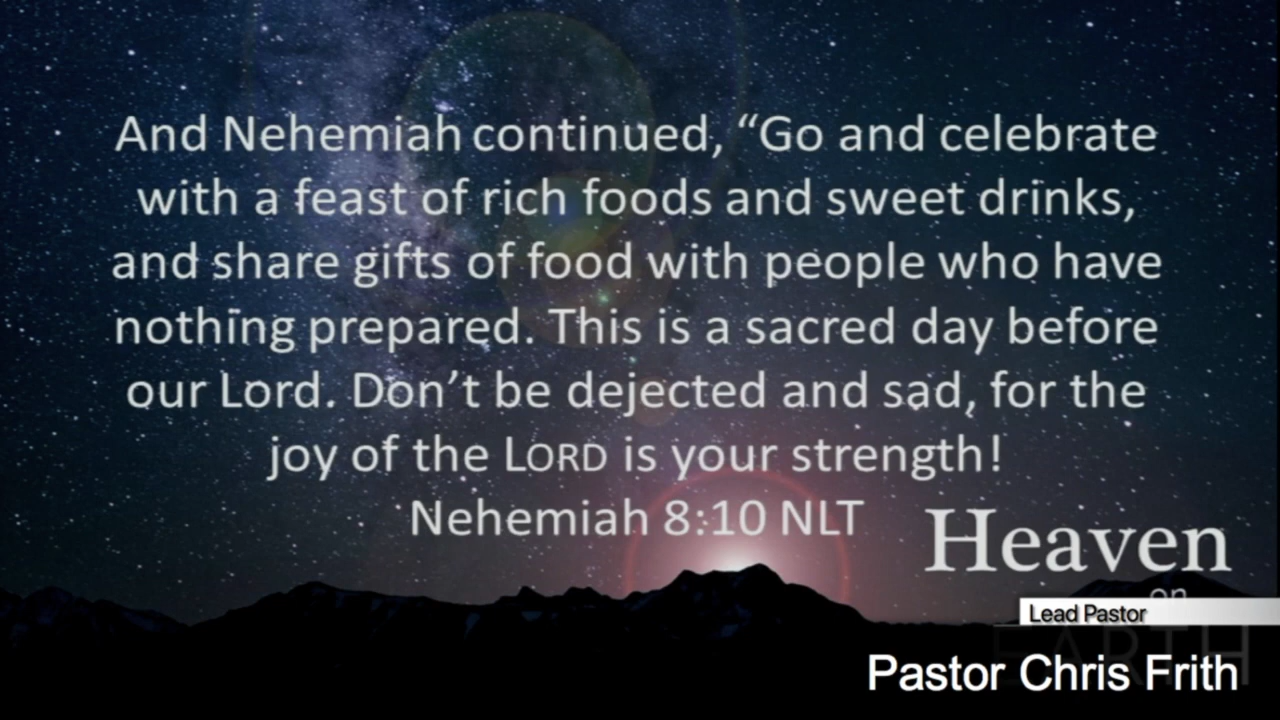 And Nehemiah continued, “Go and celebrate
with a feast of rich foods and sweet drinks,
and share gifts of food with people who have
nothing prepared. This is a sacred day before
our Lord. Don’t be dejected and sad, for the
joy of the LORD is your strength!
Nehemiah 8:10 NLT
Heaven
on
EARTH
Lead Pastor
Pastor Chris Frith